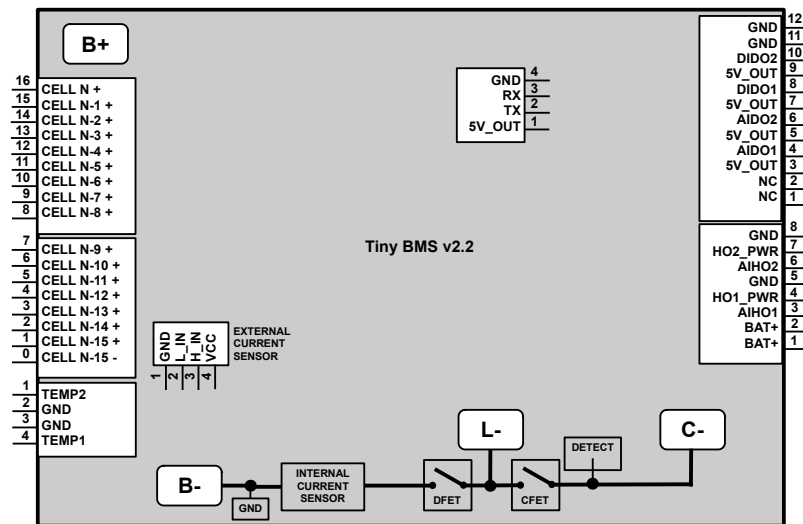 B+
16 CELL N +
15 CELL N-1 +
14 CELL N-2 +
13 CELL N-3 +
12 CELL N-4 +
11 CELL N-5 +
10 CELL N-6 +
9 CELL N-7 +
8 CELL N-8 +
7 CELL N-9 +
6 CELL N-10 +
5 CELL N-11 +
4 CELL N-12 +
3 CELL N-13 +
2 CELL N-14 +
1 CELL N-15 +
0 CELL N-15 -
1 TEMP2
2 GND
3 GND
4 TEMP1
GND 4
RX 3
TX 2
5V_OUT 1
Tiny BMS v2.2
GND 12
GND 11
DIDO2 10
5V_OUT 9
DIDO1 8
5V_OUT 7
AIDO2 6
5V_OUT 5
AIDO1 4
5V_OUT 3
NC 2
NC 1
GND 8
HO2_PWR 7
AIHO2 6
GND 5
HO1_PWR 4
AIHO1 3
BAT+ 2
BAT+ 1
1 GND
2 L_IN
3 H_IN
4 VCC
EXTERNAL
CURRENT
SENSOR
B-
GND
INTERNAL
CURRENT
SENSOR
DFET
L-
CFET
DETECT
C-